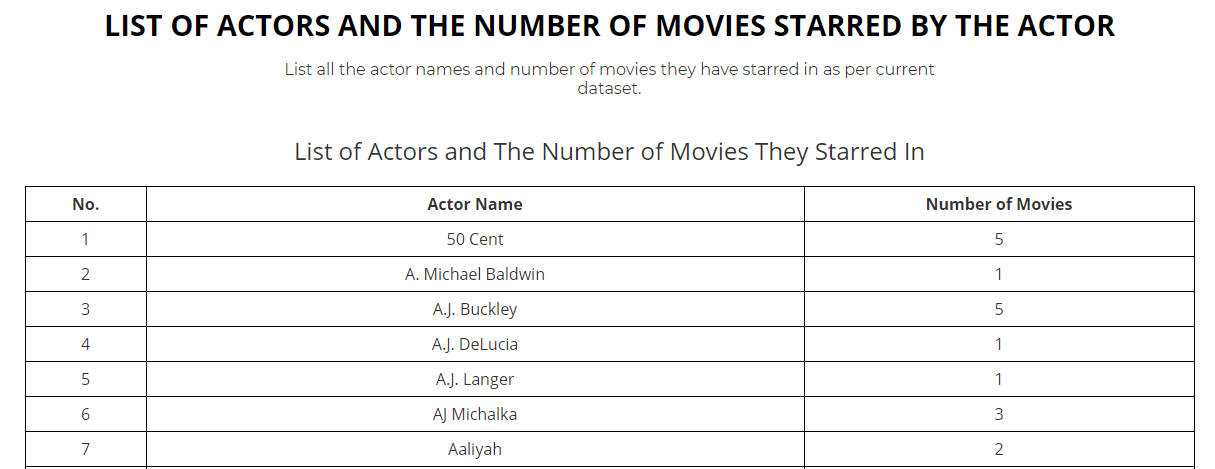 LIST OF ACTORS AND THE NUMBER OF MOVIES STARRED BY THE ACTOR
List all the actor names and number of movies they have starred in as per current
dataset.
List of Actors and The Number of Movies They Starred In
No. Actor Name Number of Movies
1 50 Cent 5
2 A. Michael Baldwin 1
3 A.J. Buckley 5
4 A.J. DeLucia 1
5 A.J. Langer 1
6 AJ Michalka 3
7 Aaliyah 2